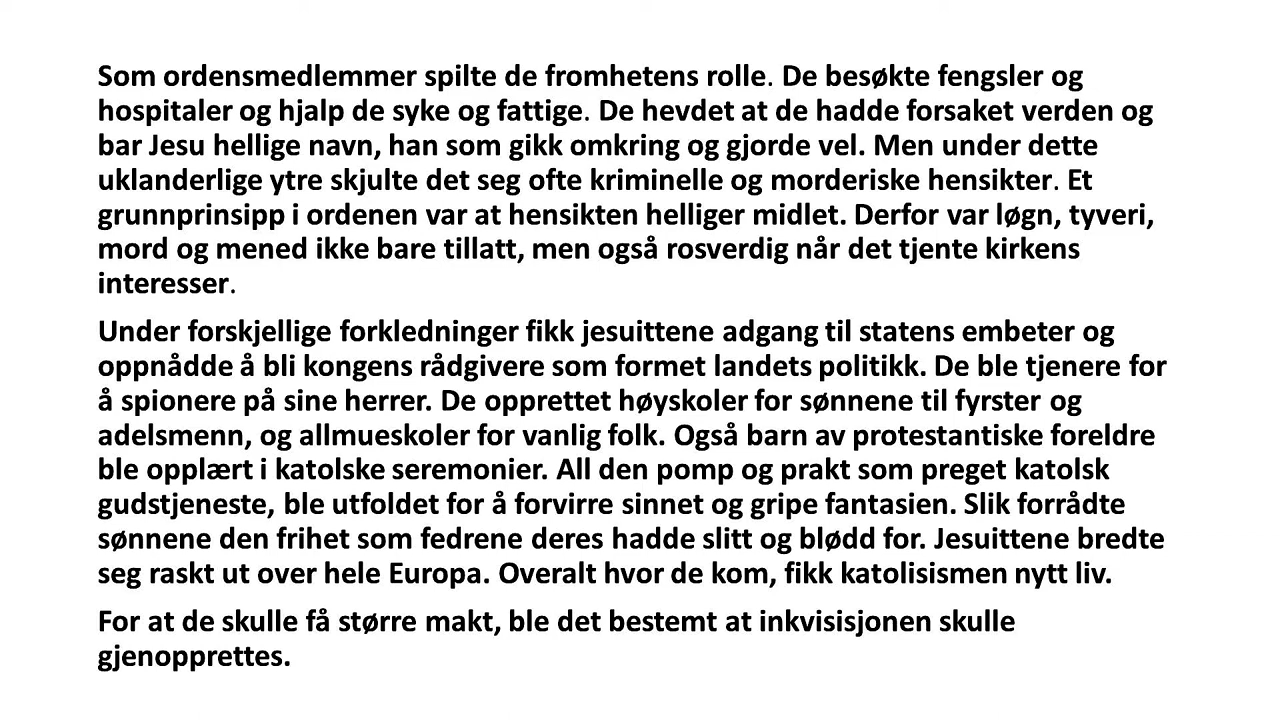 Som ordensmedlemmer spilte de fromhetens rolle. De besøkte fengsler og
hospitaler og hjalp de syke og fattige. De hevdet at de hadde forsaket verden og
bar Jesu hellige navn, han som gikk omkring og gjorde vel. Men under dette
uklanderlige ytre skjulte det seg ofte kriminelle og morderiske hensikter. Et
grunnprinsipp i ordenen var at hensikten helliger midlet. Derfor var løgn, tyveri,
mord og mened ikke bare tillatt, men også rosverdig når det tjente kirkens
interesser.
Under forskjellige forkledninger fikk jesuittene adgang til statens embeter og
oppnådde å bli kongens rådgivere som formet landets politikk. De ble tjenere for
å spionere på sine herrer. De opprettet høyskoler for sønnene til fyrster og
adelsmenn, og allmueskoler for vanlig folk. Også barn av protestantiske foreldre
ble opplært i katolske seremonier. All den pomp og prakt som preget katolsk
gudstjeneste, ble utfoldet for å forvirre sinnet og gripe fantasien. Slik forrådte
sønnene den frihet som fedrene deres hadde slitt og blødd for. Jesuittene bredte
seg raskt ut over hele Europa. Overalt hvor de kom, fikk katolisismen nytt liv.
For at de skulle få større makt, ble det bestemt at inkvisisjonen skulle
gjenopprettes.